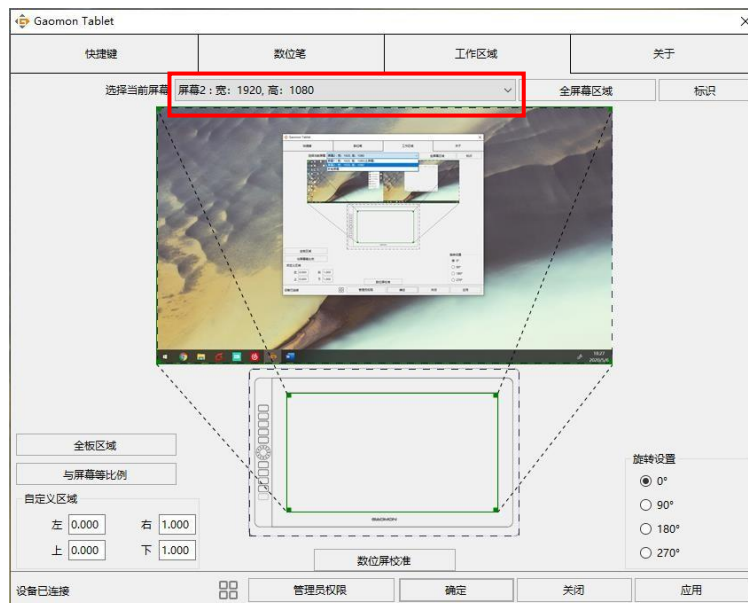 Gaomon Tablet
快捷键 数位笔 工作区域 关于
选择当前屏幕 屏幕2 : 宽: 1920, 高: 1080 全屏幕区域 标识
全板区域
与屏幕等比例
自定义区域
左 0.000 右 1.000
上 0.000 下 1.000
旋转设置
0°
90°
180°
270°
数位屏校准
设备已连接 管理员权限 确定 关闭 应用